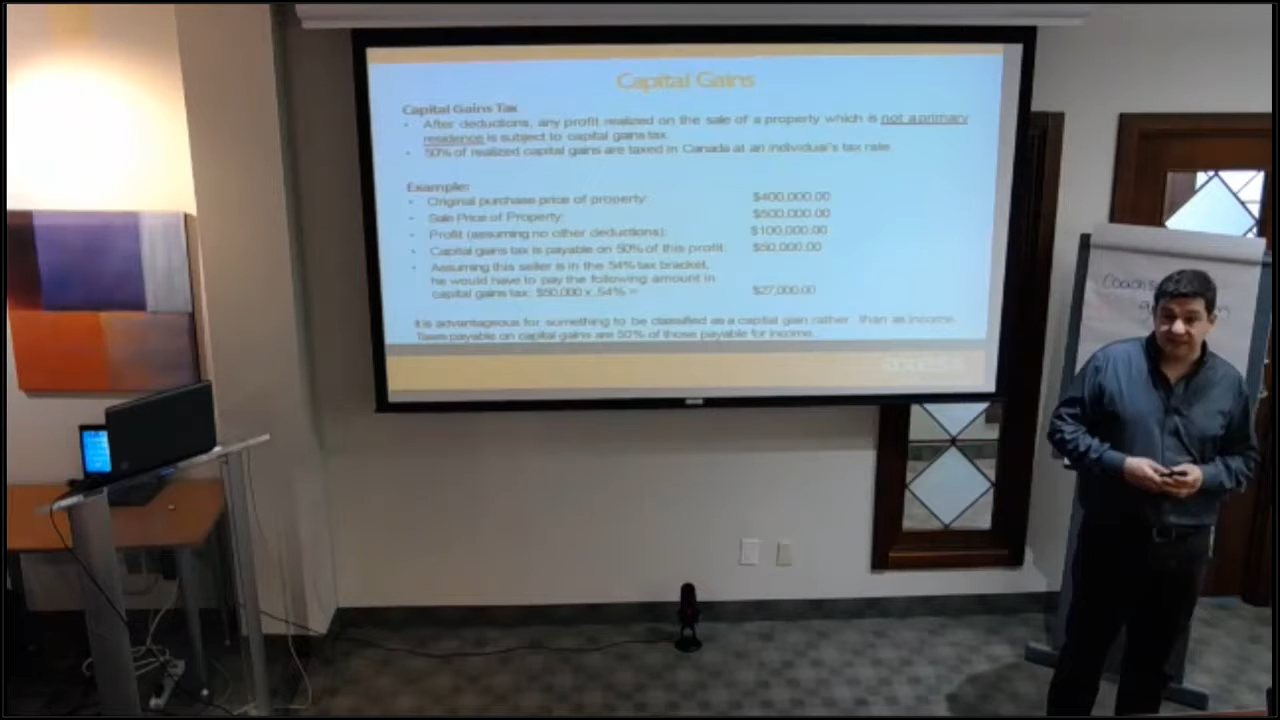 Capital Gains
Capital Gains Tax
• After deductions, any profit realized on the sale of a property which is not a primary
residence is subject to capital gains tax.
• 50% of realized capital gains are taxed in Canada at an individual's tax rate.
Example:
• Original purchase price of property: $400,000.00
• Sale Price of Property: $500,000.00
• Profit (assuming no other deductions): $100,000.00
• Capital gains tax is payable on 50% of this profit: $50,000.00
• Assuming this seller is in the 54% tax bracket,
he would have to pay the following amount in
capital gains tax: $50,000 x .54% = $27,000.00
It is advantageous for something to be classified as a capital gain rather than as income.
Taxes payable on capital gains are 50% of those payable for income.